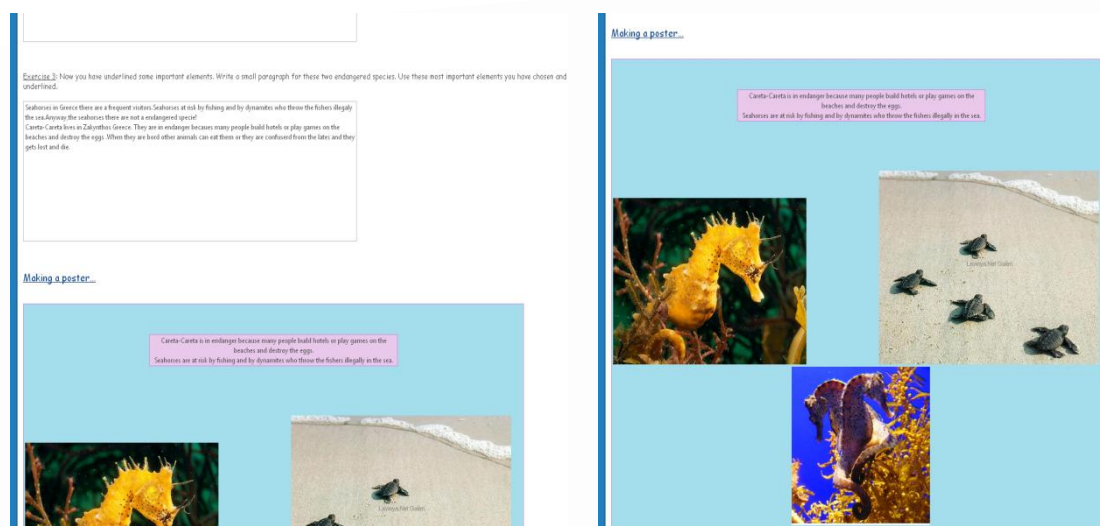 Exercise 3: Now you have underlined some important elements. Write a small paragraph for these two endangered species. Use these most important elements you have chosen and
underlined.
Seahorses in Greece there are a frequent visitors.Seahorses at risk by fishing and by dynamites who throw the fishers illegaly
the sea.Anyway the seahorses there are not a endangered specie!
Careta-Careta lives in Zakynthos Greece. They are in endanger becaues many people build hotels or play games on the
beaches and destroy the eggs .When they are bord other animals can eat them or they are confused from the lates and they
gets lost and die.
Making a poster...
Careta-Careta is in endanger because many people build hotels or play games on the
beaches and destroy the eggs.
Seahorses are at risk by fishing and by dynamites who throw the fishers illegally in the sea.
Making a poster...
Careta-Careta is in endanger because many people build hotels or play games on the
beaches and destroy the eggs.
Seahorses are at risk by fishing and by dynamites who throw the fishers illegally in the sea.